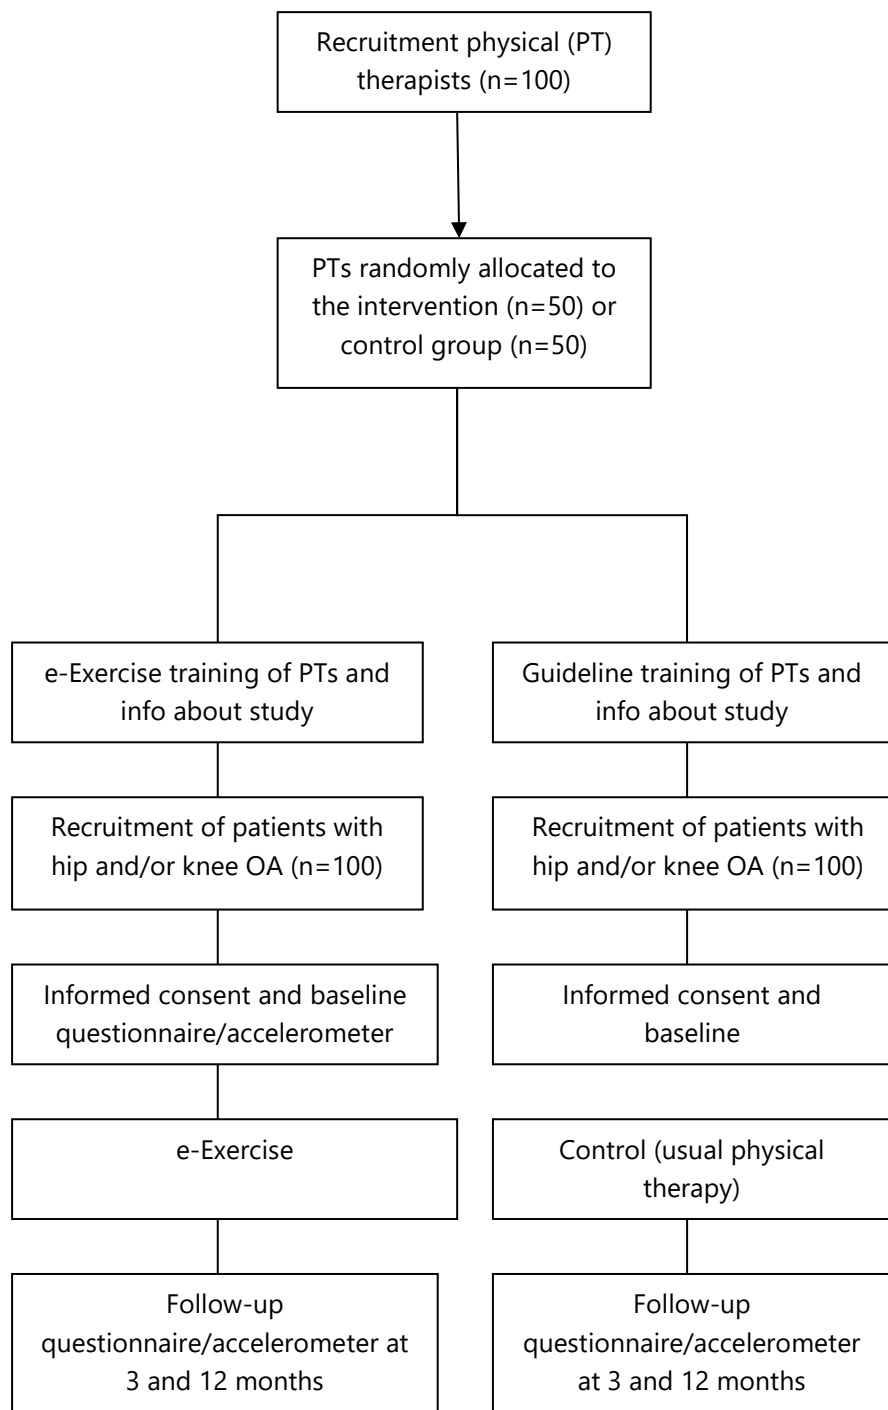 Recruitment physical (PT)
therapists (n=100)
PTs randomly allocated to
the intervention (n=50) or
control group (n=50)
e-Exercise training of PTs and
info about study
Guideline training of PTs and
info about study
Recruitment of patients with
hip and/or knee OA (n=100)
Recruitment of patients with
hip and/or knee OA (n=100)
Informed consent and baseline
questionnaire/accelerometer
Informed consent and
baseline
e-Exercise
Control (usual physical
therapy)
Follow-up
questionnaire/accelerometer at
3 and 12 months
Follow-up
questionnaire/accelerometer
at 3 and 12 months